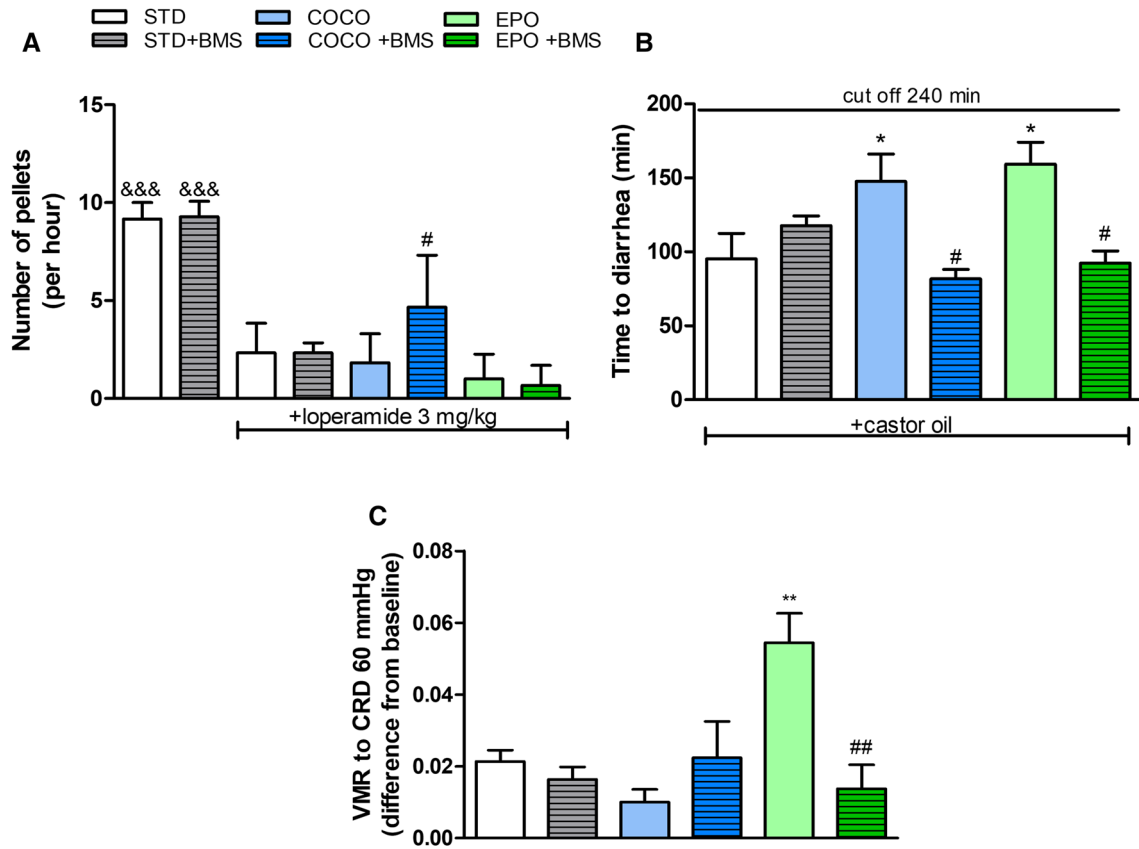 STD COCO EPO
STD+BMS COCO +BMS EPO +BMS
A
Number of pellets
(per hour)
15
10
5
0
&&& &&&
#
+loperamide 3 mg/kg
B
Time to diarrhea (min)
200
150
100
50
0
cut off 240 min
* *
# #
+castor oil
C
VMR to CRD 60 mmHg
(difference from baseline)
0.08
0.06
0.04
0.02
0.00
**
##